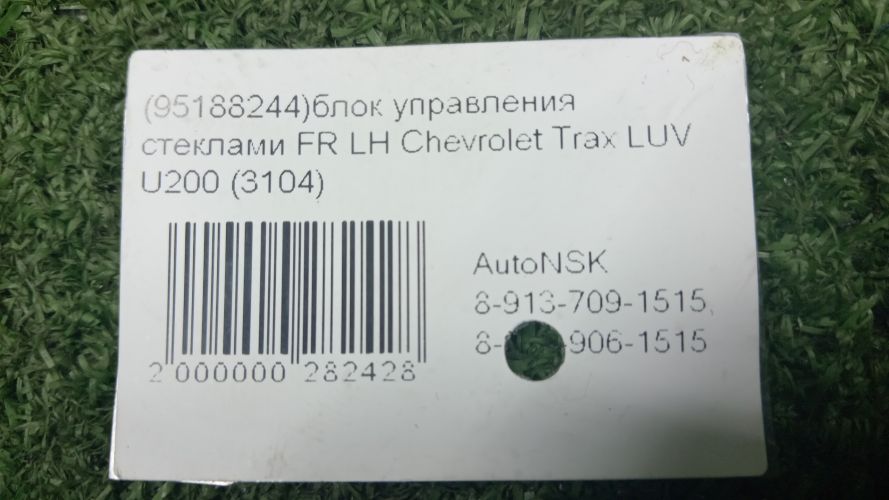 (95188244)блок управления
стеклами FR LH Chevrolet Trax LUV
U200 (3104)
AutoNSK
8-913-709-1515,
8- -906-1515
2 000000 282428